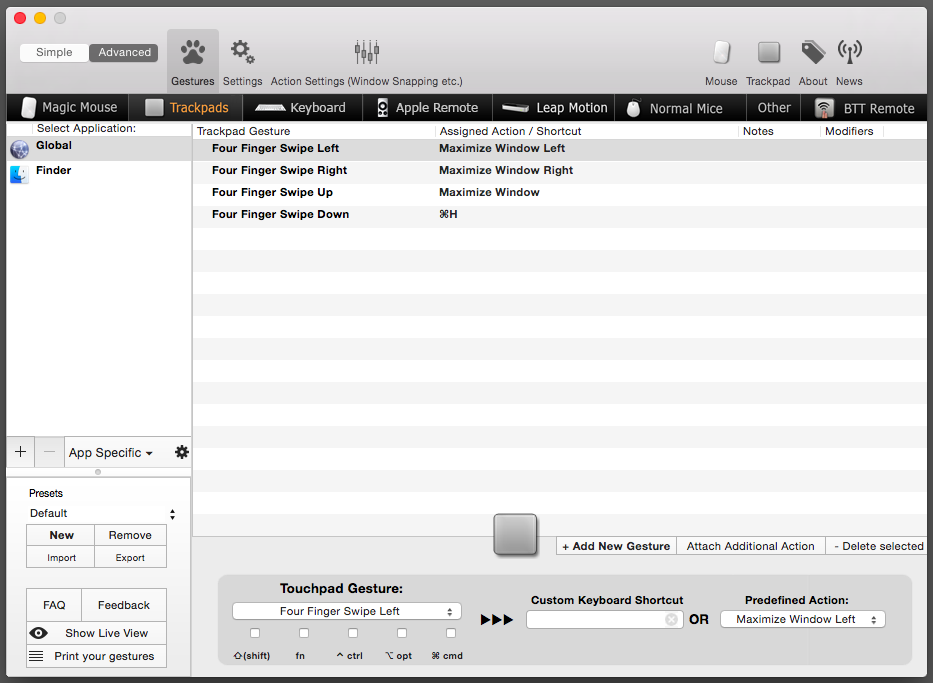 Simple Advanced
Gestures Settings Action Settings (Window Snapping etc.) Mouse Trackpad About News
Magic Mouse Trackpads Keyboard Apple Remote Leap Motion Normal Mice Other BTT Remote
Select Application:
Global
Finder
Trackpad Gesture Assigned Action / Shortcut Notes Modifiers
Four Finger Swipe Left Maximize Window Left
Four Finger Swipe Right Maximize Window Right
Four Finger Swipe Up Maximize Window
Four Finger Swipe Down ⌘H
+ − App Specific
Presets
Default
New Remove
Import Export
FAQ Feedback
Show Live View
Print your gestures
+ Add New Gesture Attach Additional Action - Delete selected
Touchpad Gesture:
Four Finger Swipe Left
⇧(shift) fn ^ ctrl ⌥ opt ⌘ cmd
Custom Keyboard Shortcut
OR
Predefined Action:
Maximize Window Left